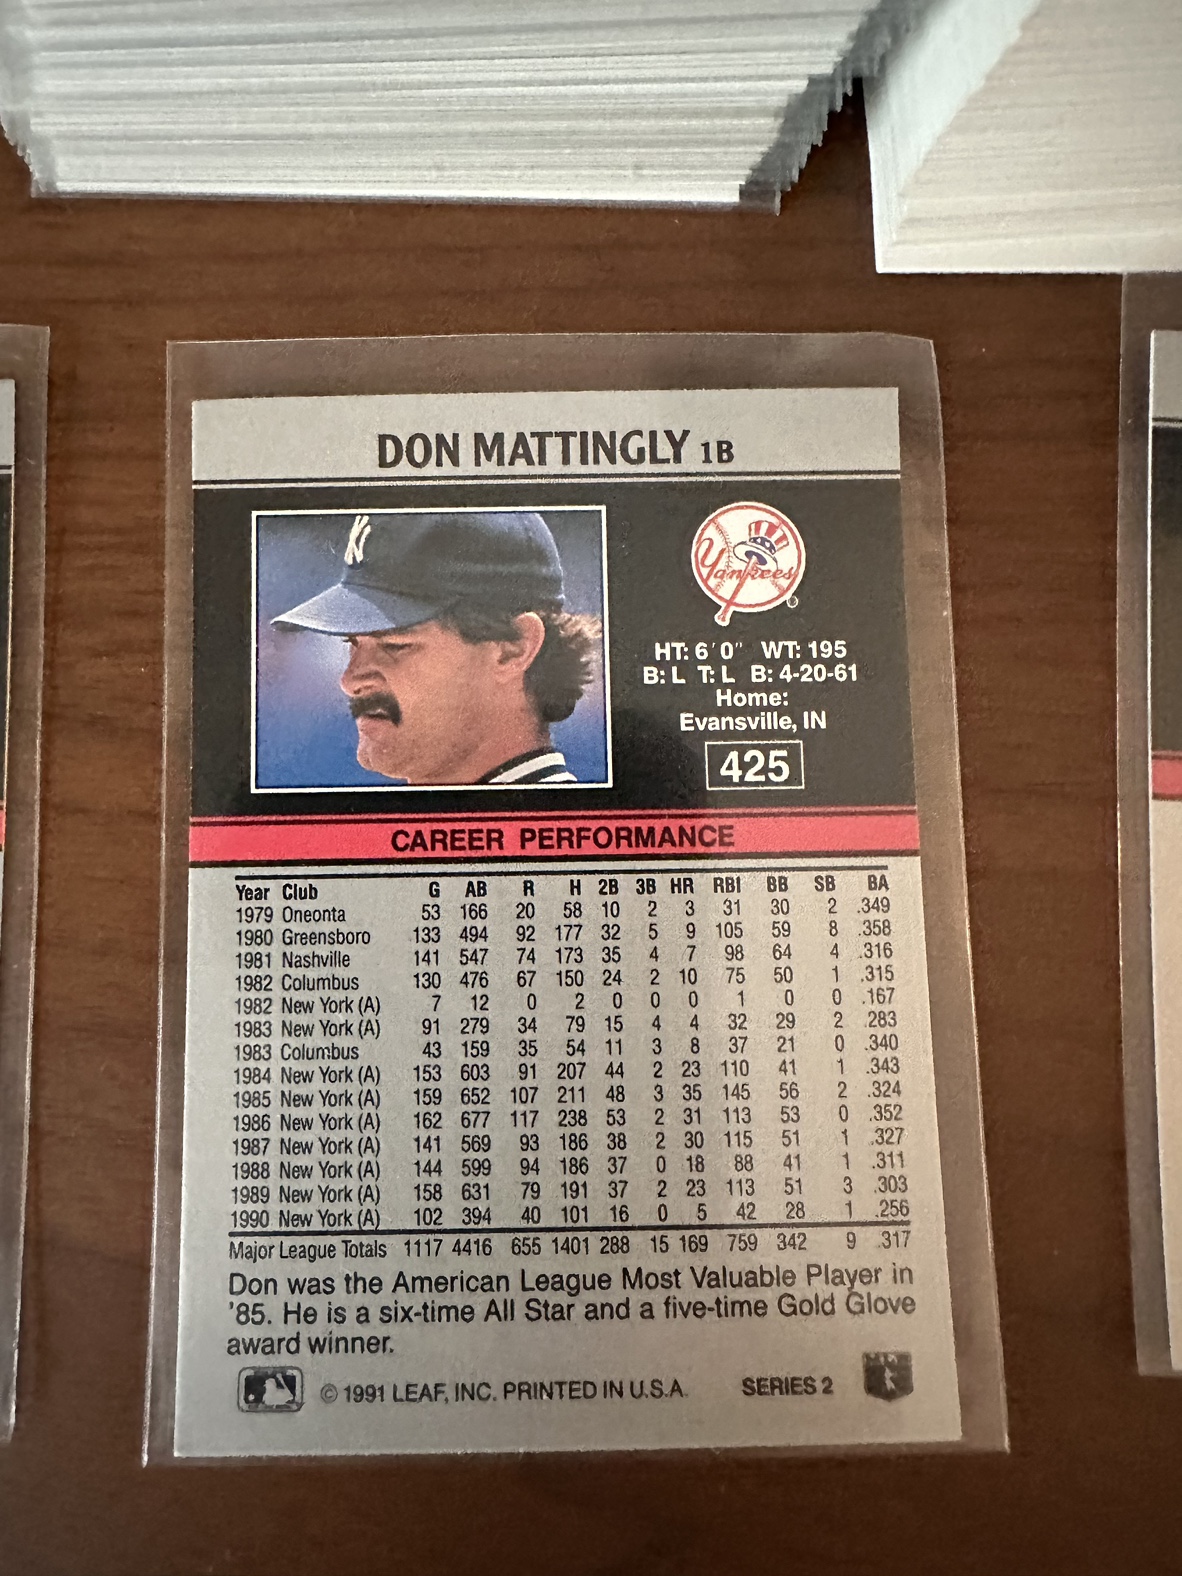 DON MATTINGLY 1B
Yankees
HT: 6'0" WT: 195
B: L T: L B: 4-20-61
Home:
Evansville, IN
425
CAREER PERFORMANCE
Year Club G AB R H 2B 3B HR RBI BB SB BA
1979 Oneonta 53 166 20 58 10 2 3 31 30 2 .349
1980 Greensboro 133 494 92 177 32 5 9 105 59 8 .358
1981 Nashville 141 547 74 173 35 4 7 98 64 4 .316
1982 Columbus 130 476 67 150 24 2 10 75 50 1 .315
1982 New York (A) 7 12 0 2 0 0 0 1 0 0 .167
1983 New York (A) 91 279 34 79 15 4 4 32 29 2 .283
1983 Columbus 43 159 35 54 11 3 8 37 21 0 .340
1984 New York (A) 153 603 91 207 44 2 23 110 41 1 .343
1985 New York (A) 159 652 107 211 48 3 35 145 56 2 .324
1986 New York (A) 162 677 117 238 53 2 31 113 53 0 .352
1987 New York (A) 141 569 93 186 38 2 30 115 51 1 .327
1988 New York (A) 144 599 94 186 37 0 18 88 41 1 .311
1989 New York (A) 158 631 79 191 37 2 23 113 51 3 .303
1990 New York (A) 102 394 40 101 16 0 5 42 28 1 .256
Major League Totals 1117 4416 655 1401 288 15 169 759 342 9 .317
Don was the American League Most Valuable Player in
'85. He is a six-time All Star and a five-time Gold Glove
award winner.
© 1991 LEAF, INC. PRINTED IN U.S.A. SERIES 2